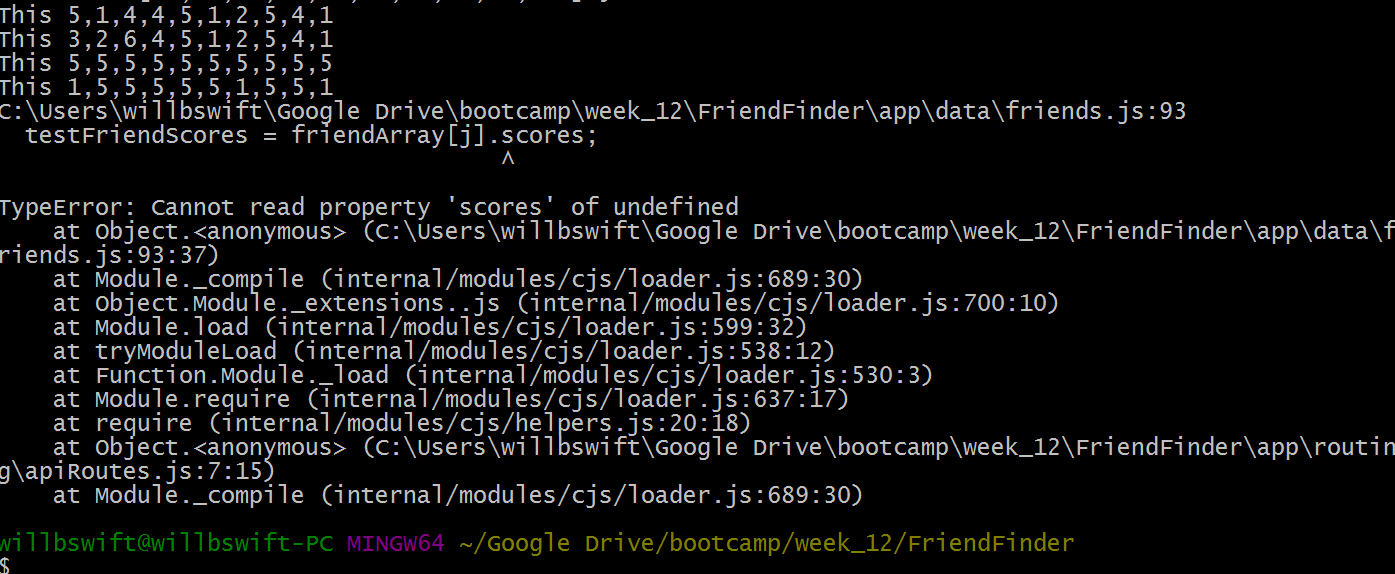 This 5,1,4,4,5,1,2,5,4,1
This 3,2,6,4,5,1,2,5,4,1
This 5,5,5,5,5,5,5,5,5,5
This 1,5,5,5,5,5,1,5,5,1
C:\Users\willbswift\Google Drive\bootcamp\week_12\FriendFinder\app\data\friends.js:93
  testFriendScores = friendArray[j].scores;
                                    ^
TypeError: Cannot read property 'scores' of undefined
    at Object.<anonymous> (C:\Users\willbswift\Google Drive\bootcamp\week_12\FriendFinder\app\data\f
riends.js:93:37)
    at Module._compile (internal/modules/cjs/loader.js:689:30)
    at Object.Module._extensions..js (internal/modules/cjs/loader.js:700:10)
    at Module.load (internal/modules/cjs/loader.js:599:32)
    at tryModuleLoad (internal/modules/cjs/loader.js:538:12)
    at Function.Module._load (internal/modules/cjs/loader.js:530:3)
    at Module.require (internal/modules/cjs/loader.js:637:17)
    at require (internal/modules/cjs/helpers.js:20:18)
    at Object.<anonymous> (C:\Users\willbswift\Google Drive\bootcamp\week_12\FriendFinder\app\routin
g\apiRoutes.js:7:15)
    at Module._compile (internal/modules/cjs/loader.js:689:30)
willbswift@willbswift-PC MINGW64 ~/Google Drive/bootcamp/week_12/FriendFinder
$